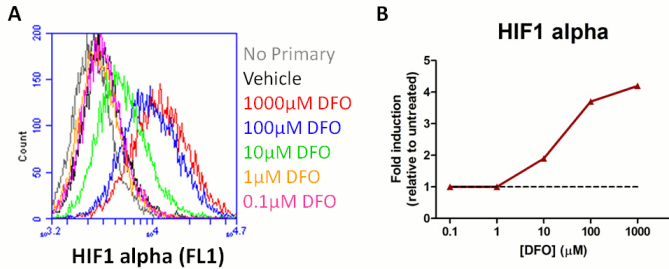 A
200
150
100
50
0
Count
10^3.2
10^4
10^4.7
HIF1 alpha (FL1)
No Primary
Vehicle
1000µM DFO
100µM DFO
10µM DFO
1µM DFO
0.1µM DFO
B
HIF1 alpha
Fold induction
(relative to untreated)
5
4
3
2
1
0
0.1
1
10
100
1000
[DFO] (µM)